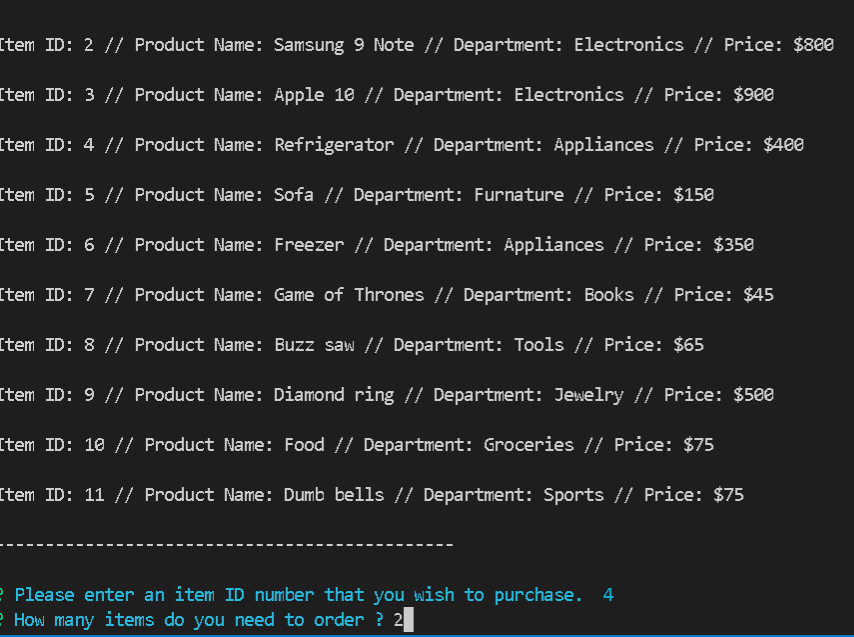 Item ID: 2 // Product Name: Samsung 9 Note // Department: Electronics // Price: $800
Item ID: 3 // Product Name: Apple 10 // Department: Electronics // Price: $900
Item ID: 4 // Product Name: Refrigerator // Department: Appliances // Price: $400
Item ID: 5 // Product Name: Sofa // Department: Furnature // Price: $150
Item ID: 6 // Product Name: Freezer // Department: Appliances // Price: $350
Item ID: 7 // Product Name: Game of Thrones // Department: Books // Price: $45
Item ID: 8 // Product Name: Buzz saw // Department: Tools // Price: $65
Item ID: 9 // Product Name: Diamond ring // Department: Jewelry // Price: $500
Item ID: 10 // Product Name: Food // Department: Groceries // Price: $75
Item ID: 11 // Product Name: Dumb bells // Department: Sports // Price: $75
----------------------------------------------
? Please enter an item ID number that you wish to purchase.  4
? How many items do you need to order ? 2